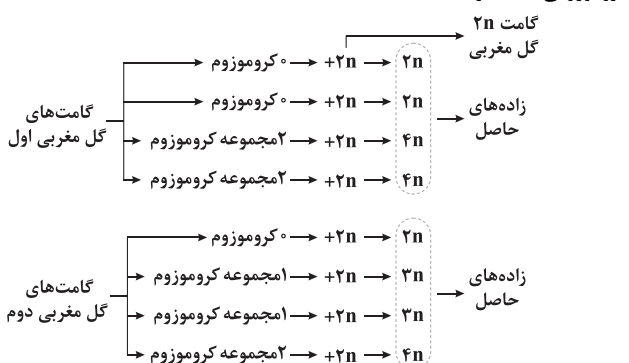 گامت ۲n
گل مغربی
۰ کروموزوم → +۲n → ۲n
۰ کروموزوم → +۲n → ۲n
۲مجموعه کروموزوم → +۲n → ۴n
۲مجموعه کروموزوم → +۲n → ۴n
گامت‌های
گل مغربی اول
زاده‌های
حاصل
۰ کروموزوم → +۲n → ۲n
۱مجموعه کروموزوم → +۲n → ۳n
۱مجموعه کروموزوم → +۲n → ۳n
۲مجموعه کروموزوم → +۲n → ۴n
گامت‌های
گل مغربی دوم
زاده‌های
حاصل